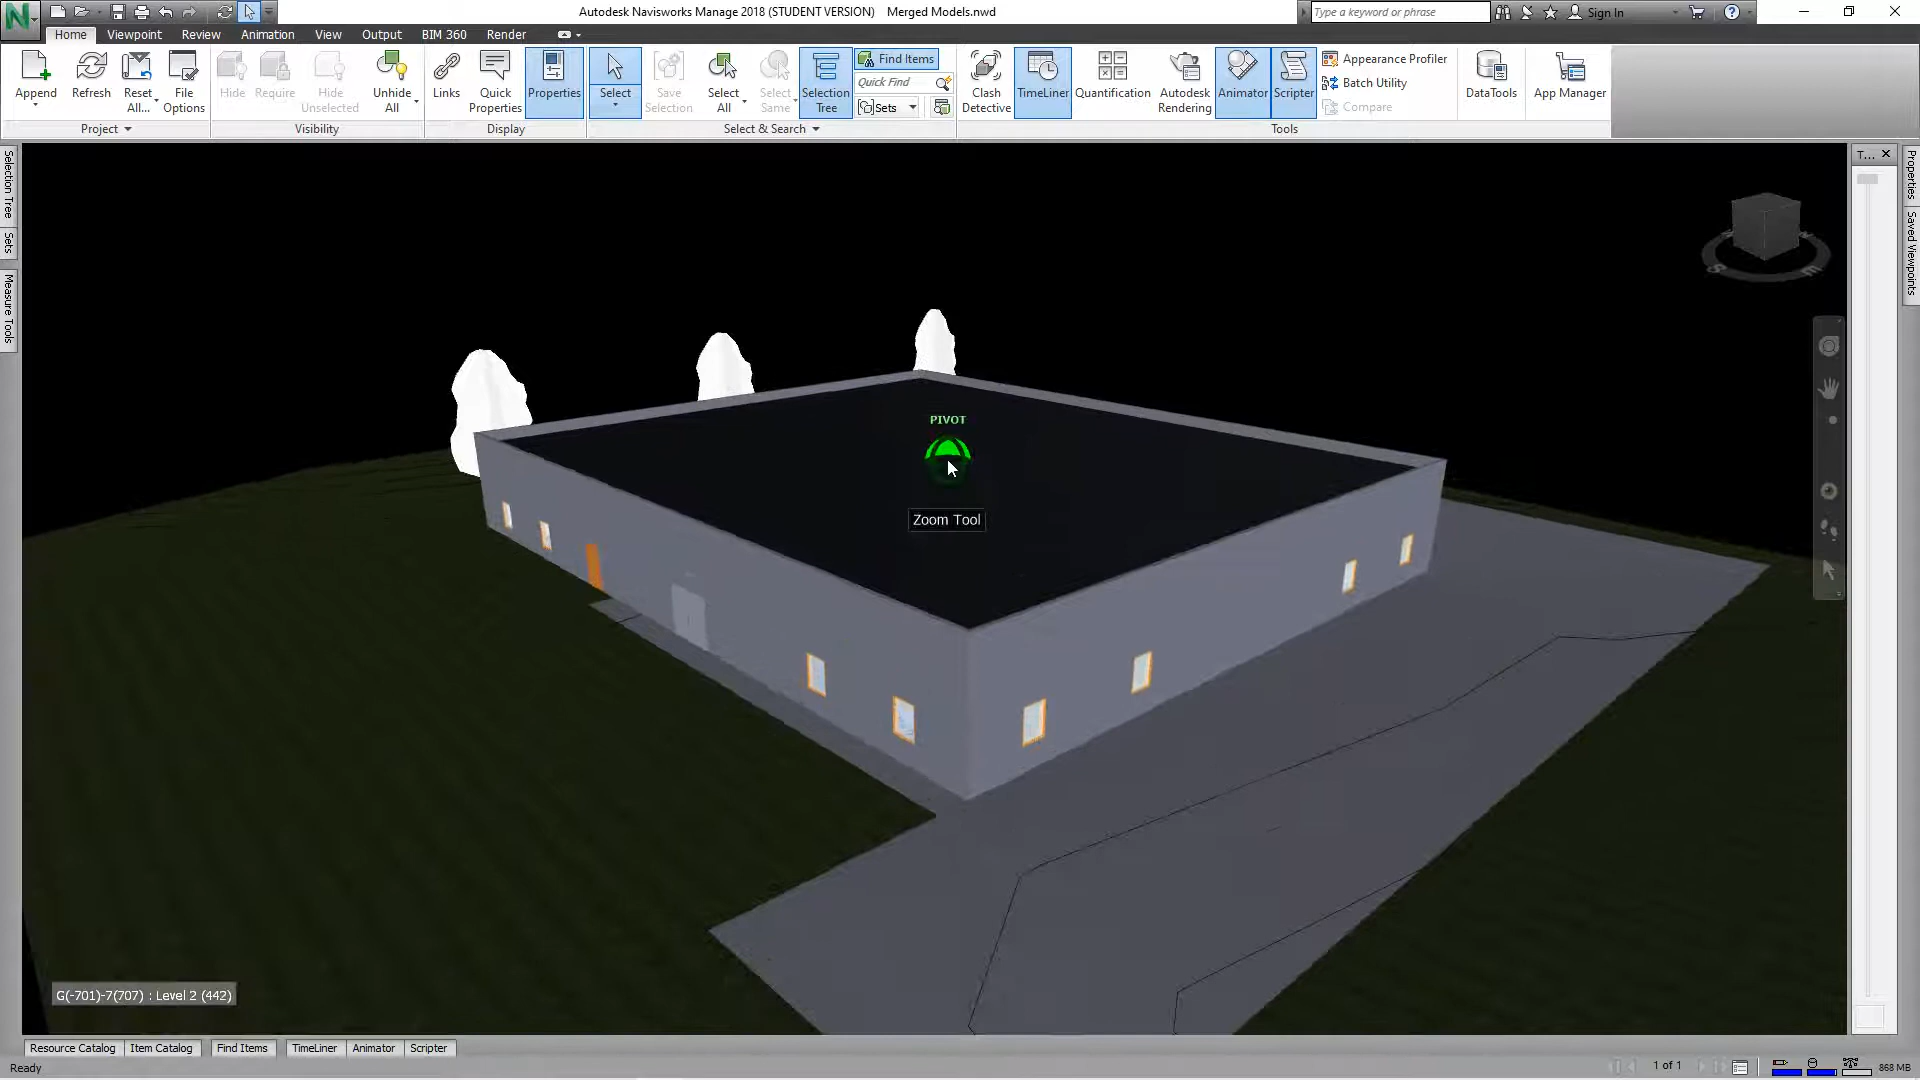 Autodesk Navisworks Manage 2018 (STUDENT VERSION) Merged Models.nwd
Type a keyword or phrase
Sign In
Home Viewpoint Review Animation View Output BIM 360 Render
Append
Refresh
Reset All...
File Options
Hide
Require
Hide Unselected
Unhide All
Links
Quick Properties
Properties
Select
Save Selection
Select All
Select Same
Selection Tree
Find Items
Quick Find
Sets
Clash Detective
TimeLiner
Quantification
Autodesk Rendering
Animator
Scripter
Appearance Profiler
Batch Utility
Compare
DataTools
App Manager
Project
Visibility
Display
Select & Search
Tools
Selection Tree
Sets
Measure Tools
T...
Properties
Saved Viewpoints
S
E
PIVOT
Zoom Tool
G(-701)-7(707) : Level 2 (442)
Resource Catalog Item Catalog Find Items TimeLiner Animator Scripter
Ready
1 of 1
868 MB